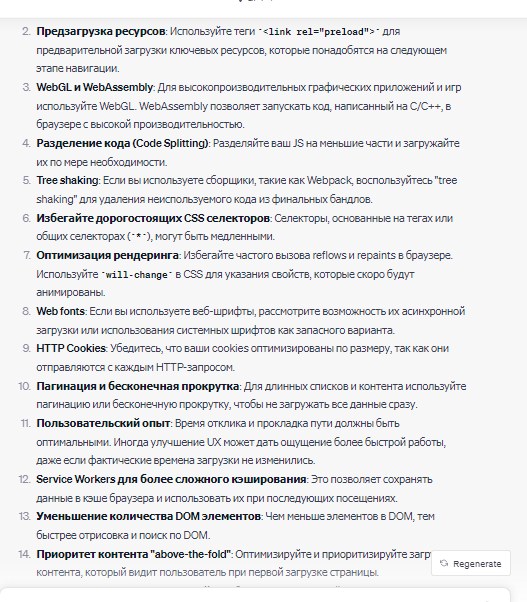 2. Предзагрузка ресурсов: Используйте теги `<link rel="preload">` для
предварительной загрузки ключевых ресурсов, которые понадобятся на следующем
этапе навигации.
3. WebGL и WebAssembly: Для высокопроизводительных графических приложений и игр
используйте WebGL. WebAssembly позволяет запускать код, написанный на C/C++, в
браузере с высокой производительностью.
4. Разделение кода (Code Splitting): Разделяйте ваш JS на меньшие части и загружайте
их по мере необходимости.
5. Tree shaking: Если вы используете сборщики, такие как Webpack, воспользуйтесь "tree
shaking" для удаления неиспользуемого кода из финальных бандлов.
6. Избегайте дорогостоящих CSS селекторов: Селекторы, основанные на тегах или
общих селекторах (`*`), могут быть медленными.
7. Оптимизация рендеринга: Избегайте частого вызова reflows и repaints в браузере.
Используйте `will-change` в CSS для указания свойств, которые скоро будут
анимированы.
8. Web fonts: Если вы используете веб-шрифты, рассмотрите возможность их асинхронной
загрузки или использования системных шрифтов как запасного варианта.
9. HTTP Cookies: Убедитесь, что ваши cookies оптимизированы по размеру, так как они
отправляются с каждым HTTP-запросом.
10. Пагинация и бесконечная прокрутка: Для длинных списков и контента используйте
пагинацию или бесконечную прокрутку, чтобы не загружать все данные сразу.
11. Пользовательский опыт: Время отклика и прокладка пути должны быть
оптимальными. Иногда улучшение UX может дать ощущение более быстрой работы,
даже если фактические времена загрузки не изменились.
12. Service Workers для более сложного кэширования: Это позволяет сохранять
данные в кэше браузера и использовать их при последующих посещениях.
13. Уменьшение количества DOM элементов: Чем меньше элементов в DOM, тем
быстрее отрисовка и поиск по DOM.
14. Приоритет контента "above-the-fold": Оптимизируйте и приоритизируйте загр
Regenerate
контента, который видит пользователь при первой загрузке страницы.